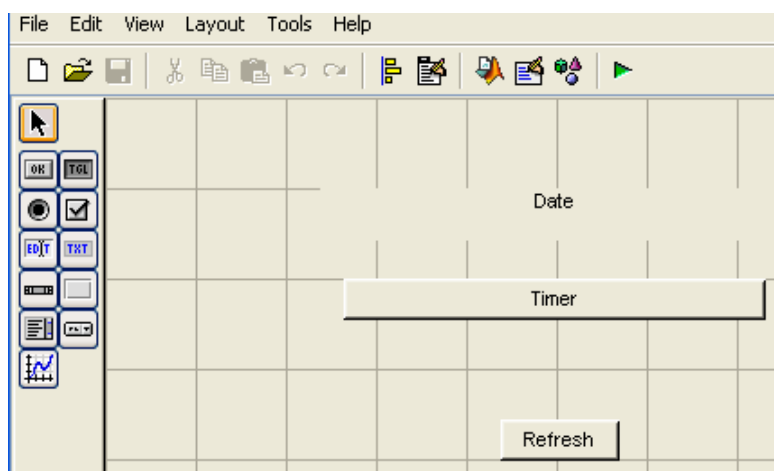 File Edit View Layout Tools Help
OK TGL
EDIT TXT
Date
Timer
Refresh